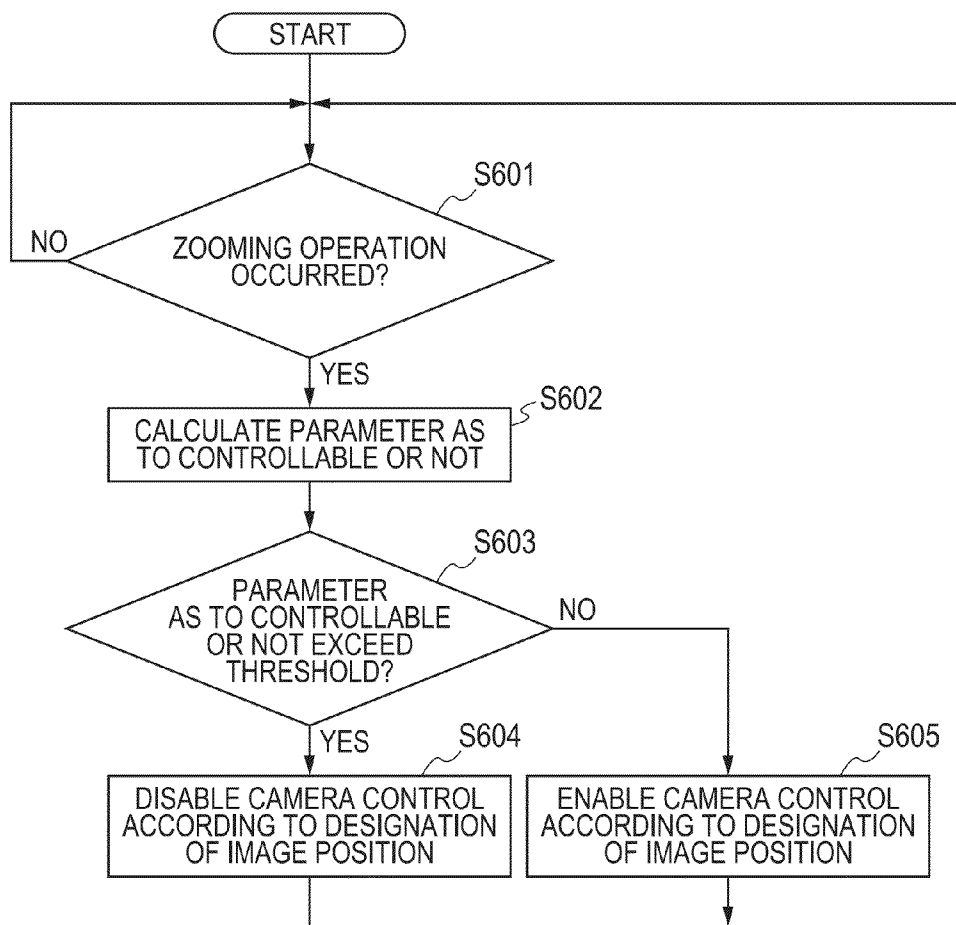 START
S601
ZOOMING OPERATION
OCCURRED?
NO
YES
S602
CALCULATE PARAMETER AS
TO CONTROLLABLE OR NOT
S603
PARAMETER
AS TO CONTROLLABLE
OR NOT EXCEED
THRESHOLD?
NO
YES
S604
DISABLE CAMERA CONTROL
ACCORDING TO DESIGNATION
OF IMAGE POSITION
S605
ENABLE CAMERA CONTROL
ACCORDING TO DESIGNATION
OF IMAGE POSITION